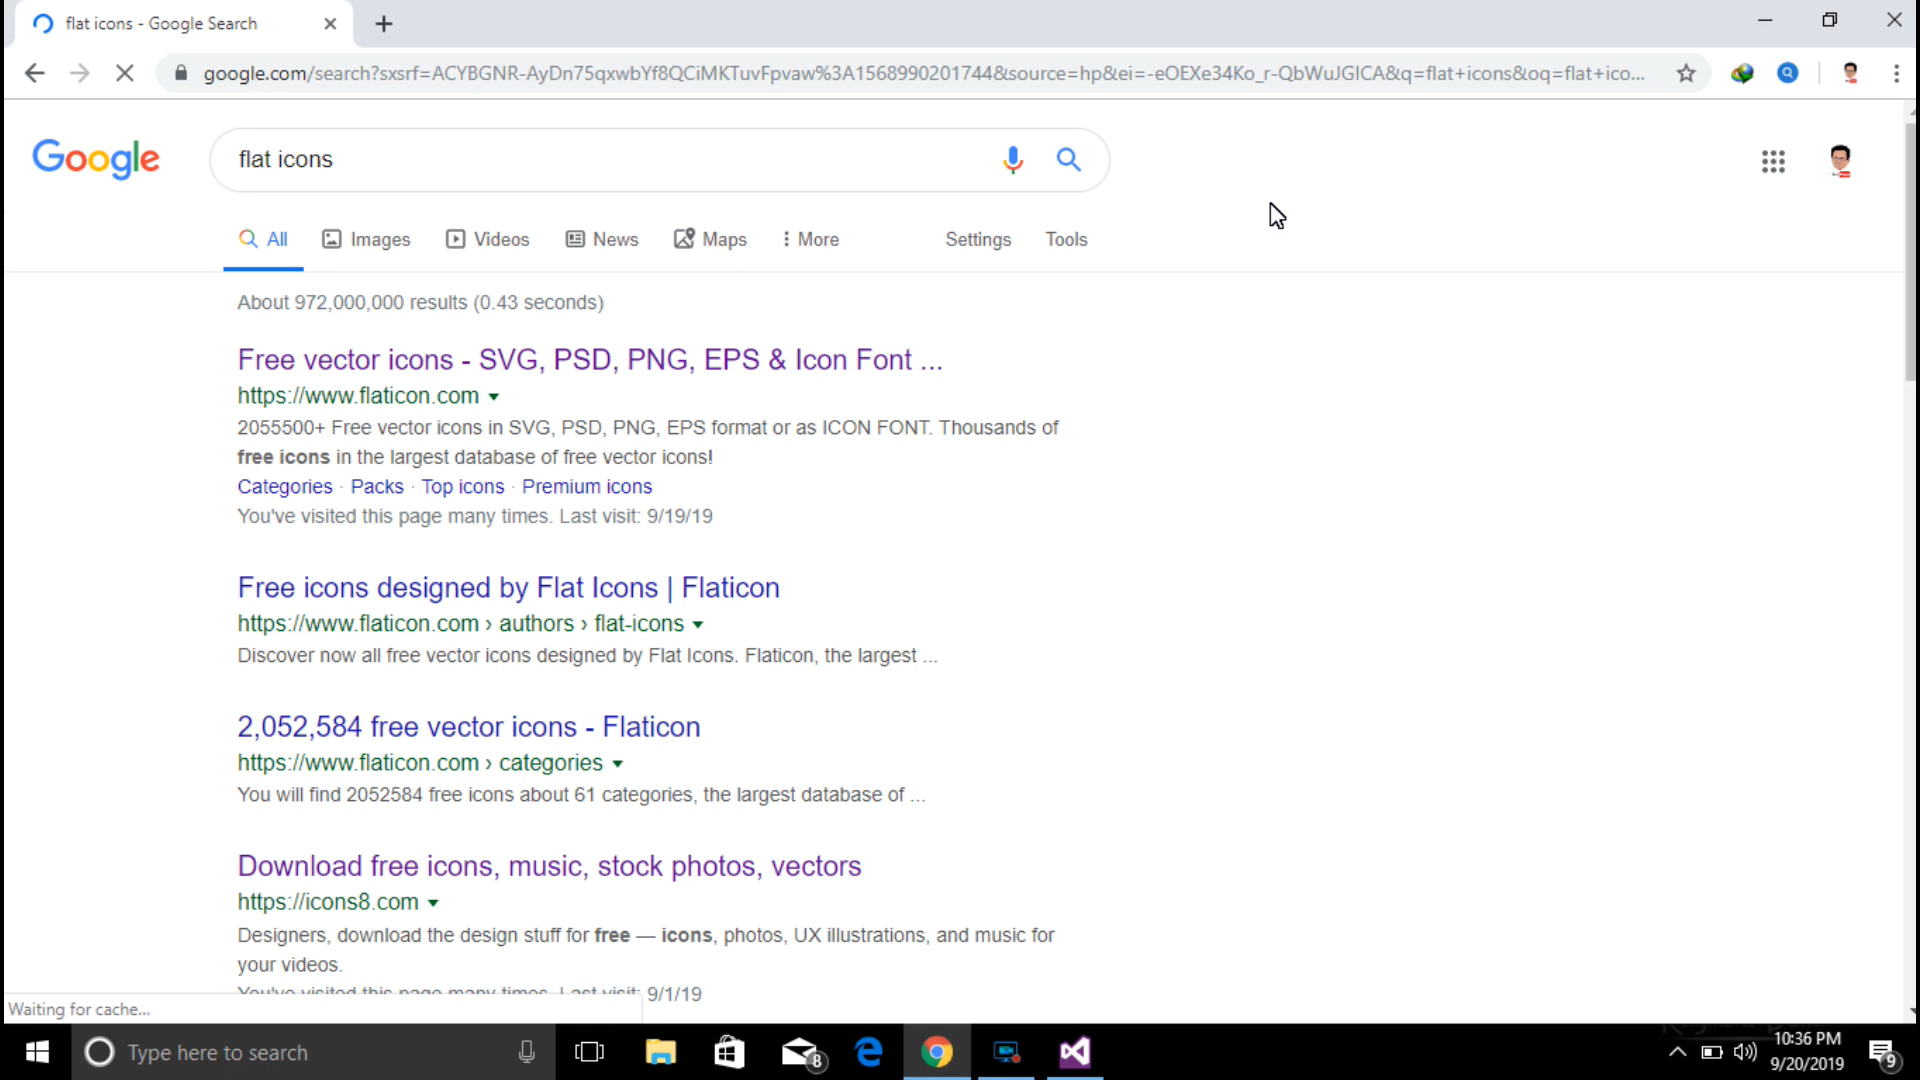 flat icons - Google Search
google.com/search?sxsrf=ACYBGNR-AyDn75qxwbYf8QCiMKTuvFpvaw%3A1568990201744&source=hp&ei=-eOEXe34Ko_r-QbWuJGICA&q=flat+icons&oq=flat+ico...
Google
flat icons
All Images Videos News Maps More Settings Tools
About 972,000,000 results (0.43 seconds)
Free vector icons - SVG, PSD, PNG, EPS & Icon Font ...
https://www.flaticon.com
2055500+ Free vector icons in SVG, PSD, PNG, EPS format or as ICON FONT. Thousands of
free icons in the largest database of free vector icons!
Categories · Packs · Top icons · Premium icons
You've visited this page many times. Last visit: 9/19/19
Free icons designed by Flat Icons | Flaticon
https://www.flaticon.com › authors › flat-icons
Discover now all free vector icons designed by Flat Icons. Flaticon, the largest ...
2,052,584 free vector icons - Flaticon
https://www.flaticon.com › categories
You will find 2052584 free icons about 61 categories, the largest database of ...
Download free icons, music, stock photos, vectors
https://icons8.com
Designers, download the design stuff for free — icons, photos, UX illustrations, and music for
your videos.
You've visited this page many times. Last visit: 9/1/19
Waiting for cache...
Type here to search
8
10:36 PM
9/20/2019
9